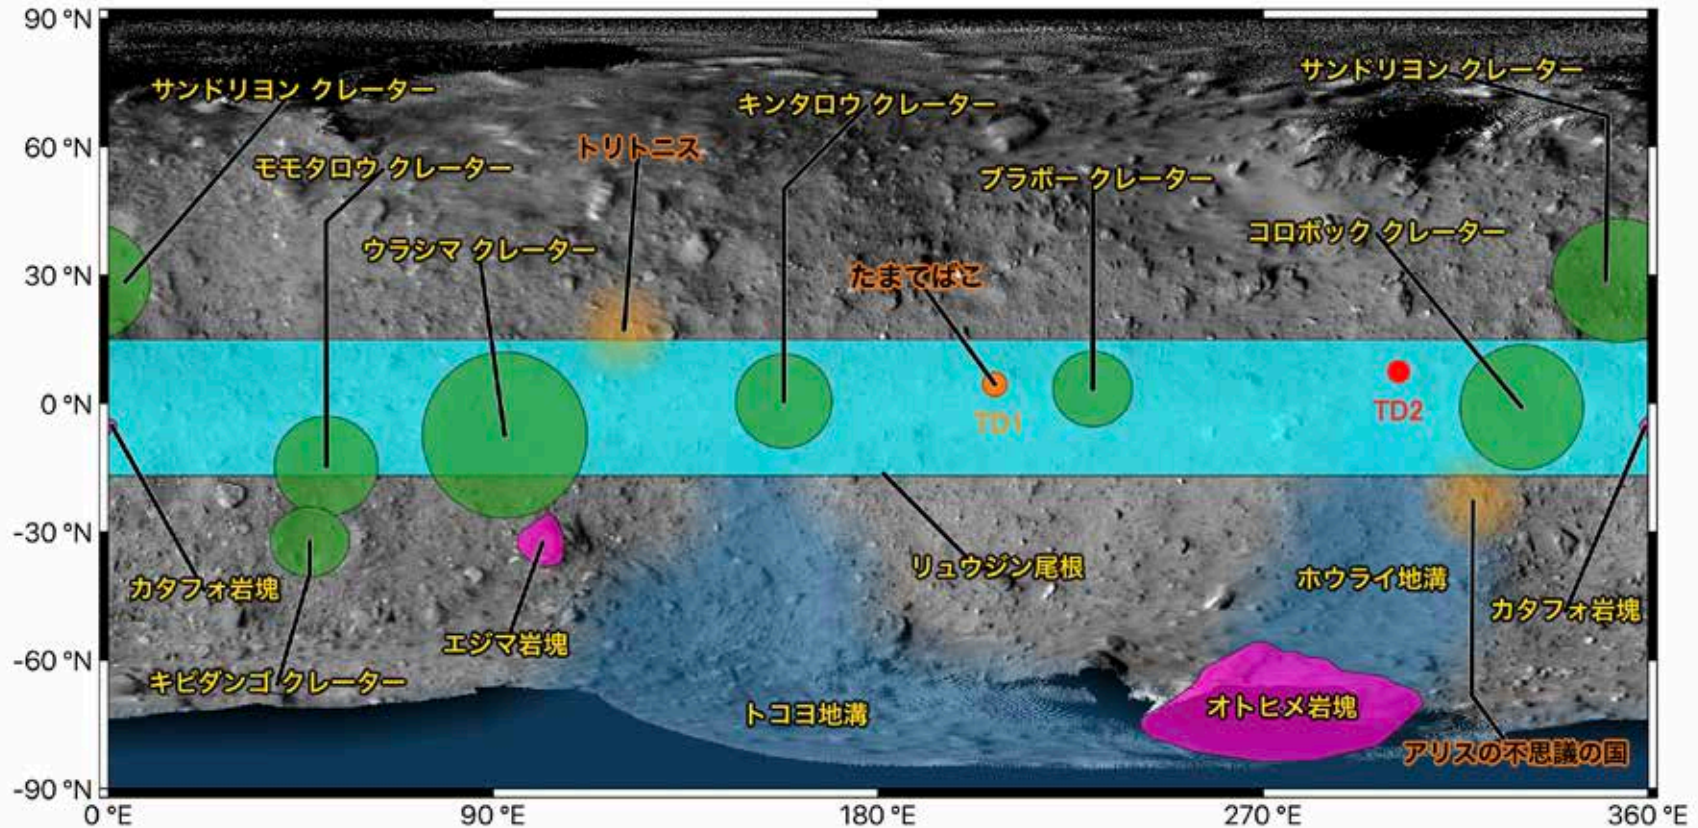 90 °N
サンドリヨン クレーター
サンドリヨン クレーター
キンタロウ クレーター
60 °N
トリトニス
モモタロウ クレーター
ブラボー クレーター
コロボック クレーター
ウラシマ クレーター
30 °N
たまてばこ
0 °N
TD1
TD2
-30 °N
リュウジン尾根
ホウライ地溝
カタフォ岩塊
カタフォ岩塊
エジマ岩塊
-60 °N
キビダンゴ クレーター
オトヒメ岩塊
トコヨ地溝
アリスの不思議の国
-90 °N
0 °E
90 °E
180 °E
270 °E
360 °E